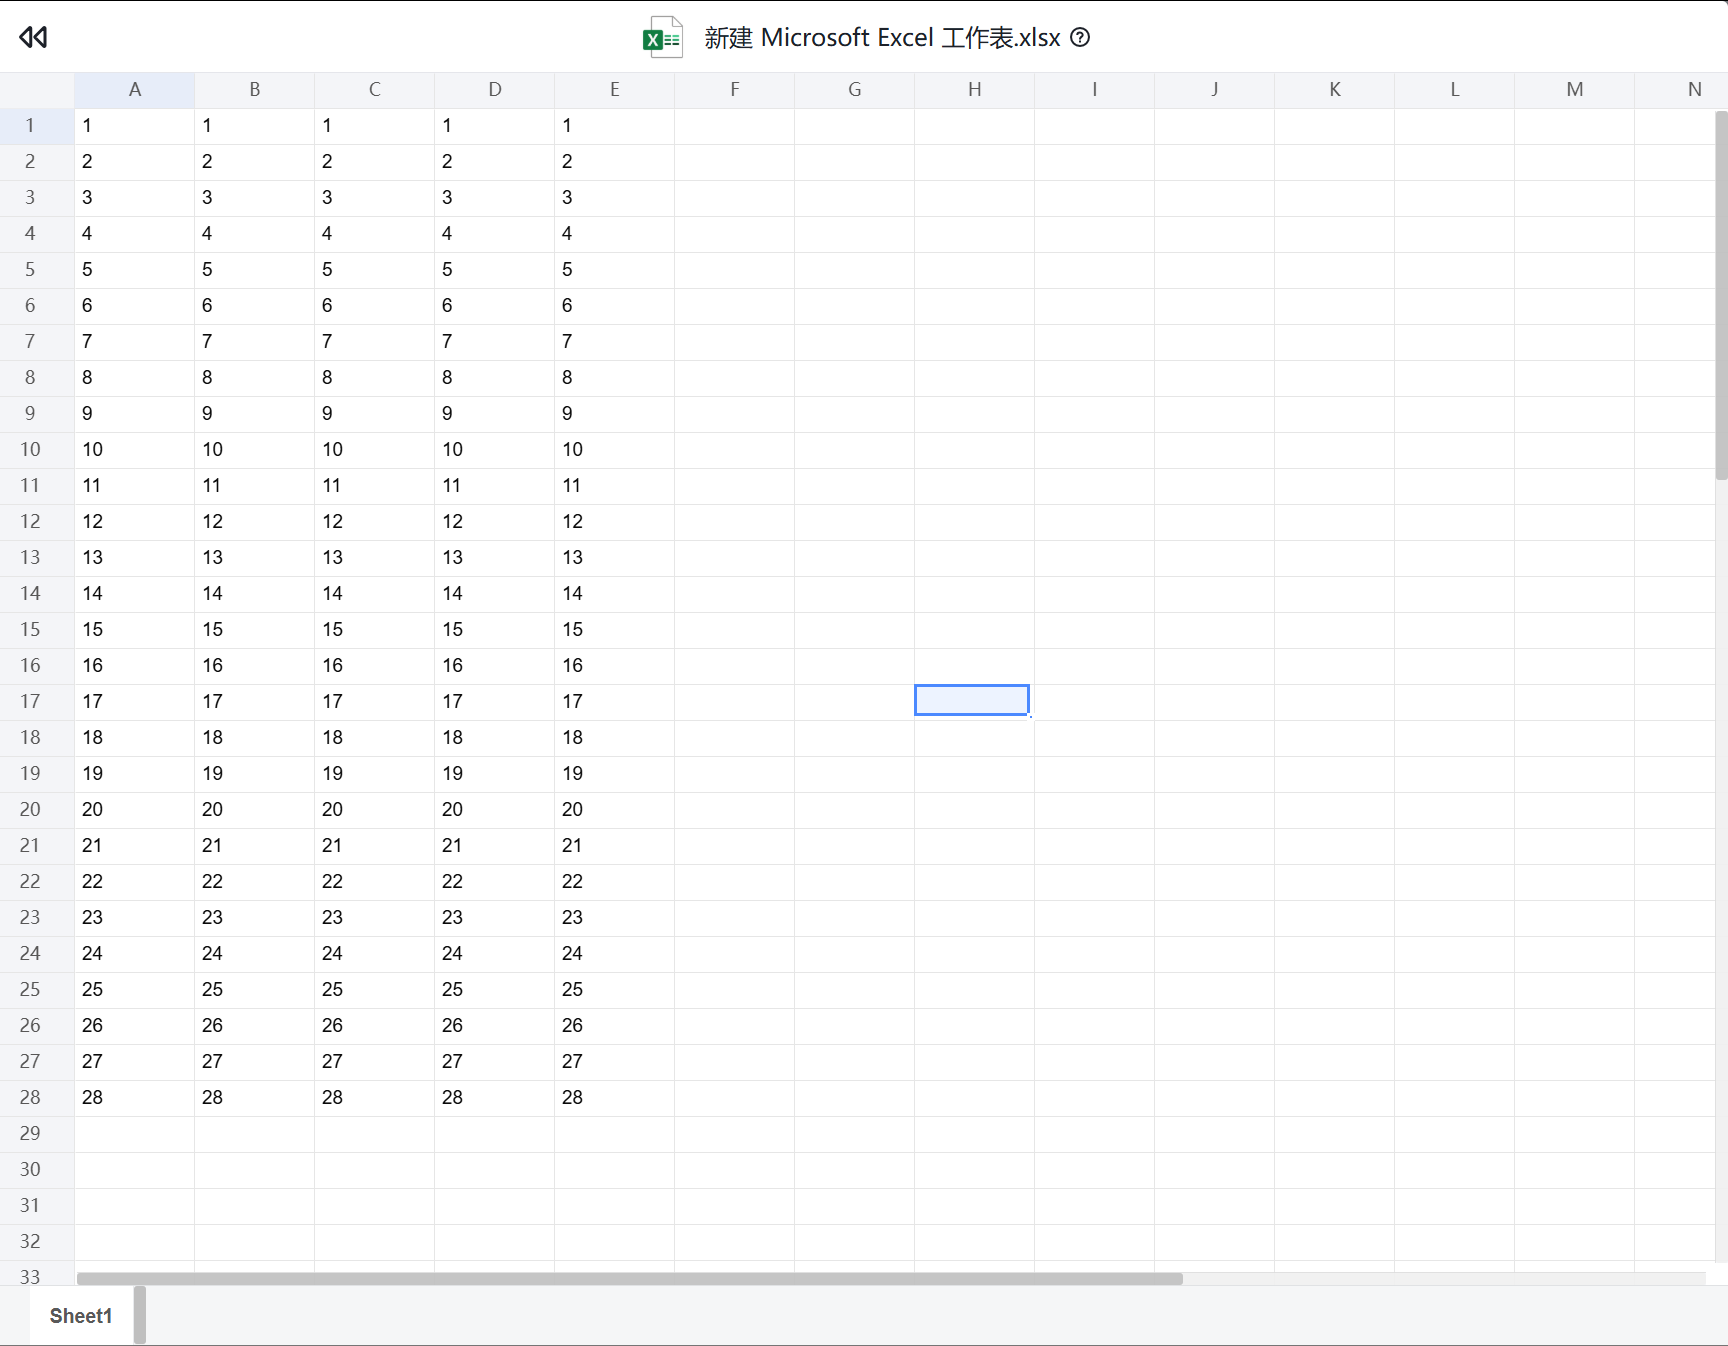 新建 Microsoft Excel 工作表.xlsx
A B C D E F G H I J K L M N
1 1 1 1 1 1
2 2 2 2 2 2
3 3 3 3 3 3
4 4 4 4 4 4
5 5 5 5 5 5
6 6 6 6 6 6
7 7 7 7 7 7
8 8 8 8 8 8
9 9 9 9 9 9
10 10 10 10 10 10
11 11 11 11 11 11
12 12 12 12 12 12
13 13 13 13 13 13
14 14 14 14 14 14
15 15 15 15 15 15
16 16 16 16 16 16
17 17 17 17 17 17
18 18 18 18 18 18
19 19 19 19 19 19
20 20 20 20 20 20
21 21 21 21 21 21
22 22 22 22 22 22
23 23 23 23 23 23
24 24 24 24 24 24
25 25 25 25 25 25
26 26 26 26 26 26
27 27 27 27 27 27
28 28 28 28 28 28
29
30
31
32
33
Sheet1